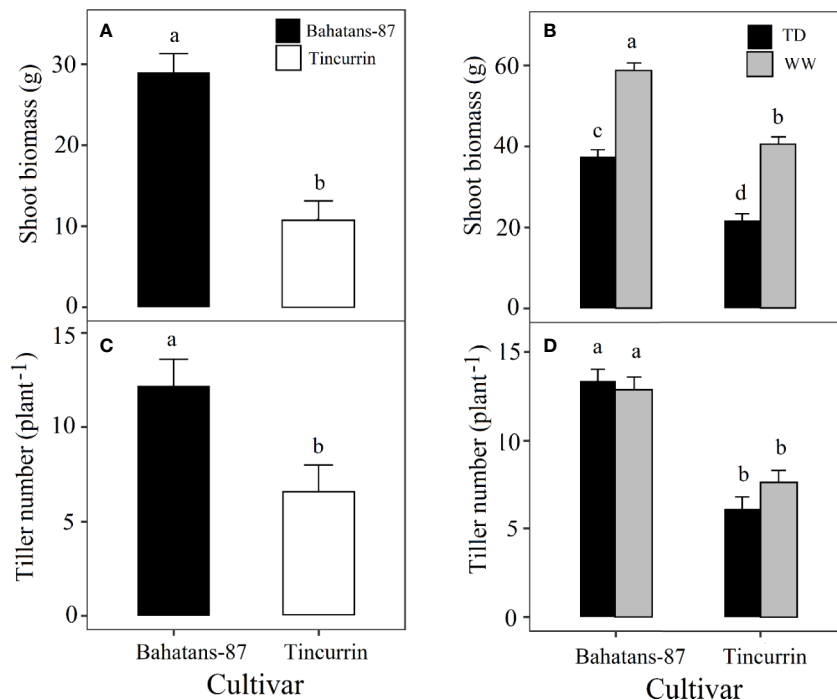 A
a
Bahatans-87
Tincurrin
b
Shoot biomass (g)
30
20
10
0
B
a
TD
WW
b
c
d
Shoot biomass (g)
60
40
20
0
C
a
b
Tiller number (plant-1)
15
10
5
0
Bahatans-87
Tincurrin
Cultivar
D
a
a
b
b
Tiller number (plant-1)
15
10
5
0
Bahatans-87
Tincurrin
Cultivar